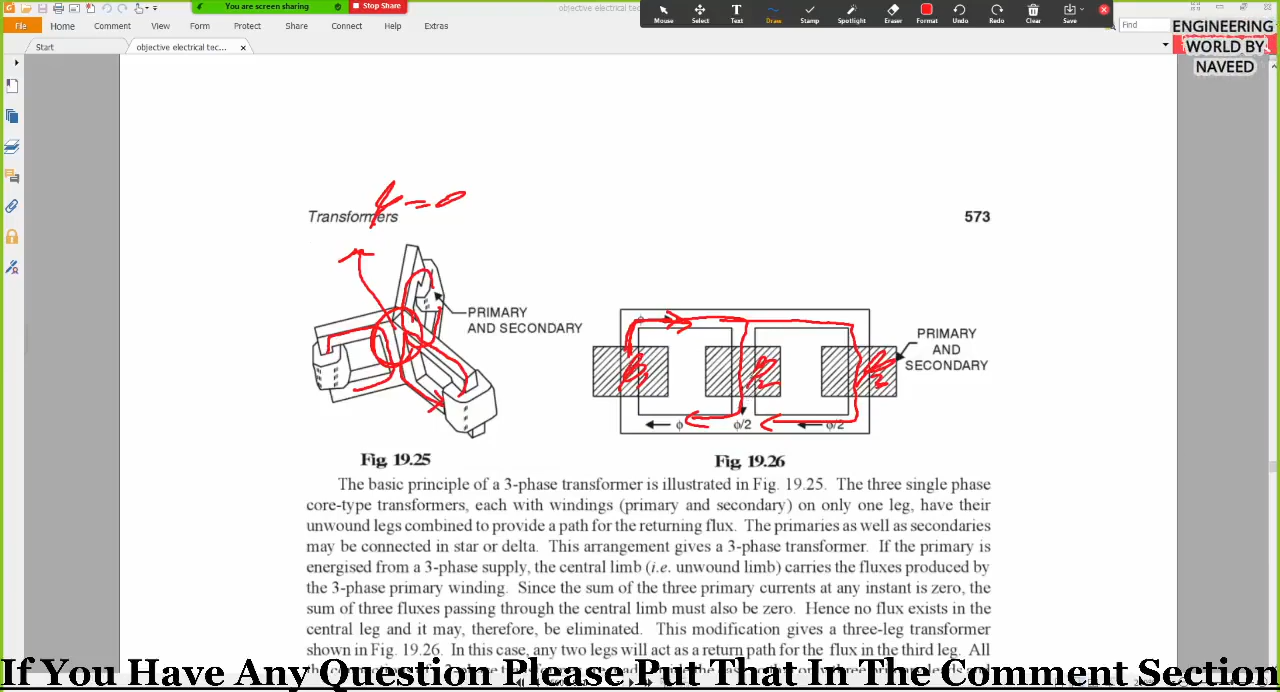 You are screen sharing
Stop Share
objective electrical tec
File
Home
Comment
View
Form
Protect
Share
Connect
Help
Extras
Mouse
Select
Text
Draw
Stamp
Spotlight
Eraser
Format
Undo
Redo
Clear
Save
Find
ENGINEERING
WORLD BY
NAVEED
Start
objective electrical tec...
Transformers
573
= 0
PRIMARY
AND SECONDARY
PRIMARY
AND
SECONDARY
ϕ
ϕ
ϕ/2
ϕ/2
Fig. 19.25
Fig. 19.26
The basic principle of a 3-phase transformer is illustrated in Fig. 19.25. The three single phase
core-type transformers, each with windings (primary and secondary) on only one leg, have their
unwound legs combined to provide a path for the returning flux. The primaries as well as secondaries
may be connected in star or delta. This arrangement gives a 3-phase transformer. If the primary is
energised from a 3-phase supply, the central limb (i.e. unwound limb) carries the fluxes produced by
the 3-phase primary winding. Since the sum of the three primary currents at any instant is zero, the
sum of three fluxes passing through the central limb must also be zero. Hence no flux exists in the
central leg and it may, therefore, be eliminated. This modification gives a three-leg transformer
shown in Fig. 19.26. In this case, any two legs will act as a return path for the flux in the third leg. All
If You Have Any Question Please Put That In The Comment Section